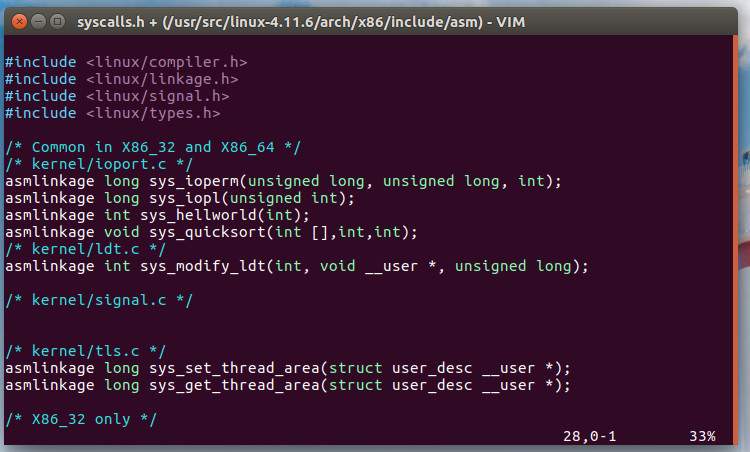 syscalls.h + (/usr/src/linux-4.11.6/arch/x86/include/asm) - VIM
#include <linux/compiler.h>
#include <linux/linkage.h>
#include <linux/signal.h>
#include <linux/types.h>
/* Common in X86_32 and X86_64 */
/* kernel/ioport.c */
asmlinkage long sys_ioperm(unsigned long, unsigned long, int);
asmlinkage long sys_iopl(unsigned int);
asmlinkage int sys_hellworld(int);
asmlinkage void sys_quicksort(int [],int,int);
/* kernel/ldt.c */
asmlinkage int sys_modify_ldt(int, void __user *, unsigned long);
/* kernel/signal.c */
/* kernel/tls.c */
asmlinkage long sys_set_thread_area(struct user_desc __user *);
asmlinkage long sys_get_thread_area(struct user_desc __user *);
/* X86_32 only */
28,0-1 33%